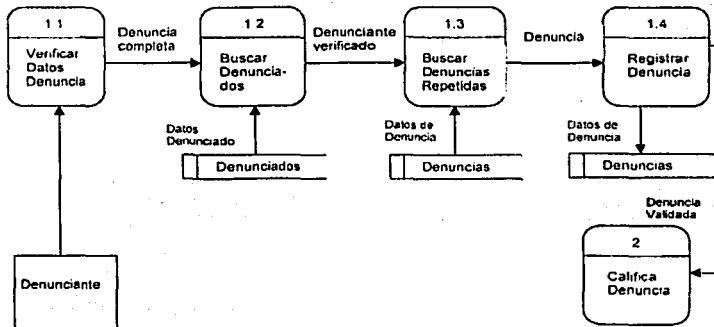 1 1
Verificar
Datos
Denuncia
Denuncia
completa
1 2
Buscar
Denuncia-
dos
Denunciante
verificado
1.3
Buscar
Denuncias
Repetidas
Denuncia
1.4
Registrar
Denuncia
Datos
Denunciado
Denunciados
Datos de
Denuncia
Denuncias
Datos de
Denuncia
Denuncias
Denuncia
Validada
2
Califica
Denuncia
Denunciante